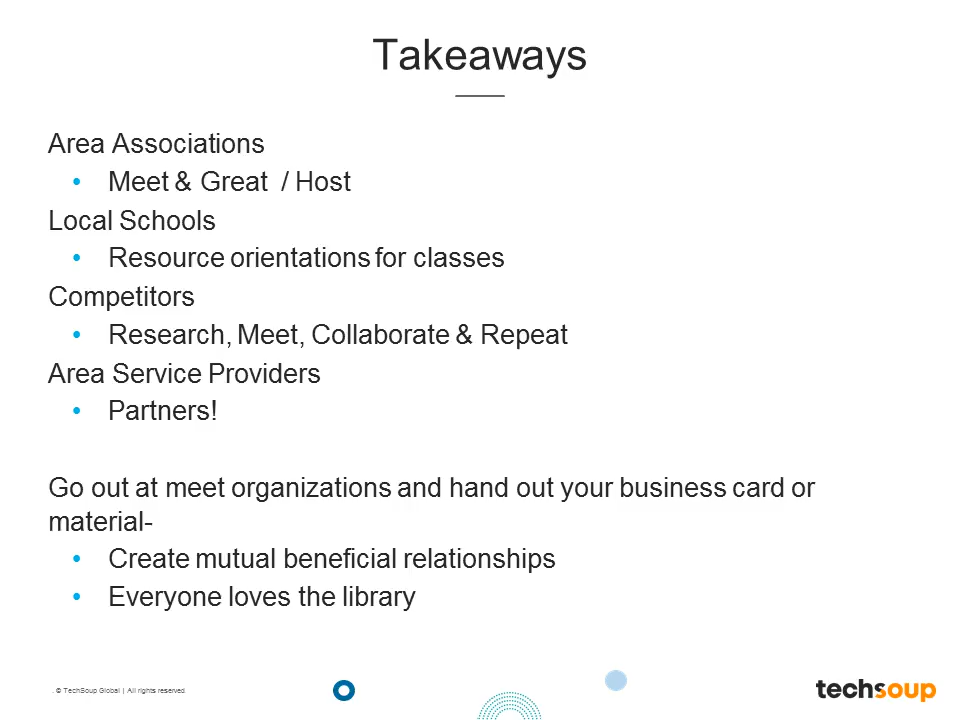 Takeaways
Area Associations
• Meet & Great / Host
Local Schools
• Resource orientations for classes
Competitors
• Research, Meet, Collaborate & Repeat
Area Service Providers
• Partners!
Go out at meet organizations and hand out your business card or
material-
• Create mutual beneficial relationships
• Everyone loves the library
. © TechSoup Global | All rights reserved.
techsoup